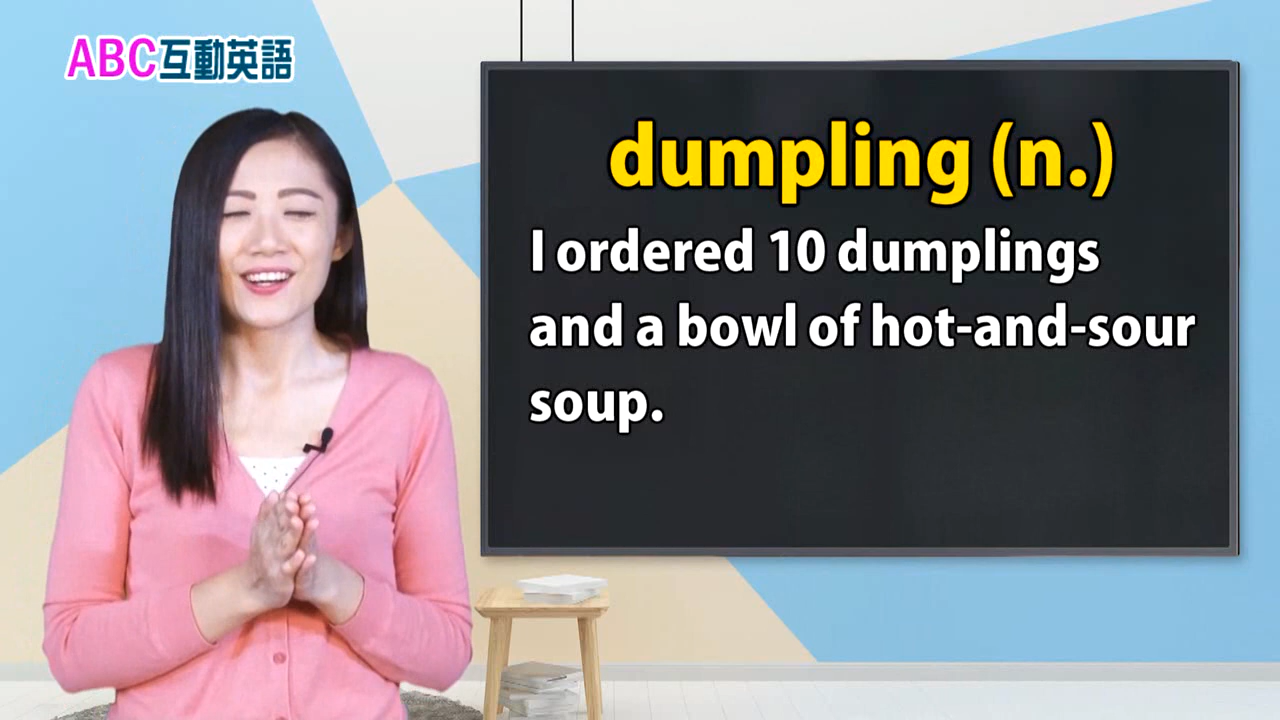 ABC互動英語
dumpling (n.)
I ordered 10 dumplings
and a bowl of hot-and-sour
soup.